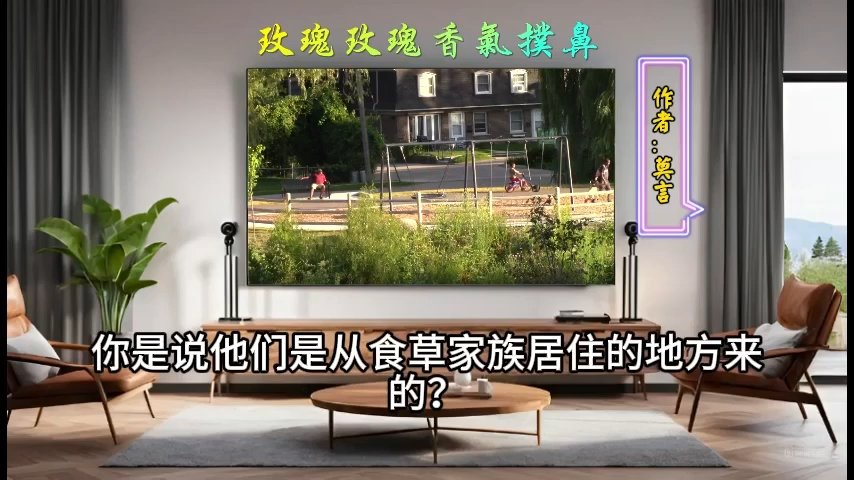 玫瑰玫瑰香氣撲鼻
作者:莫言
你是说他们是从食草家族居住的地方来
的?